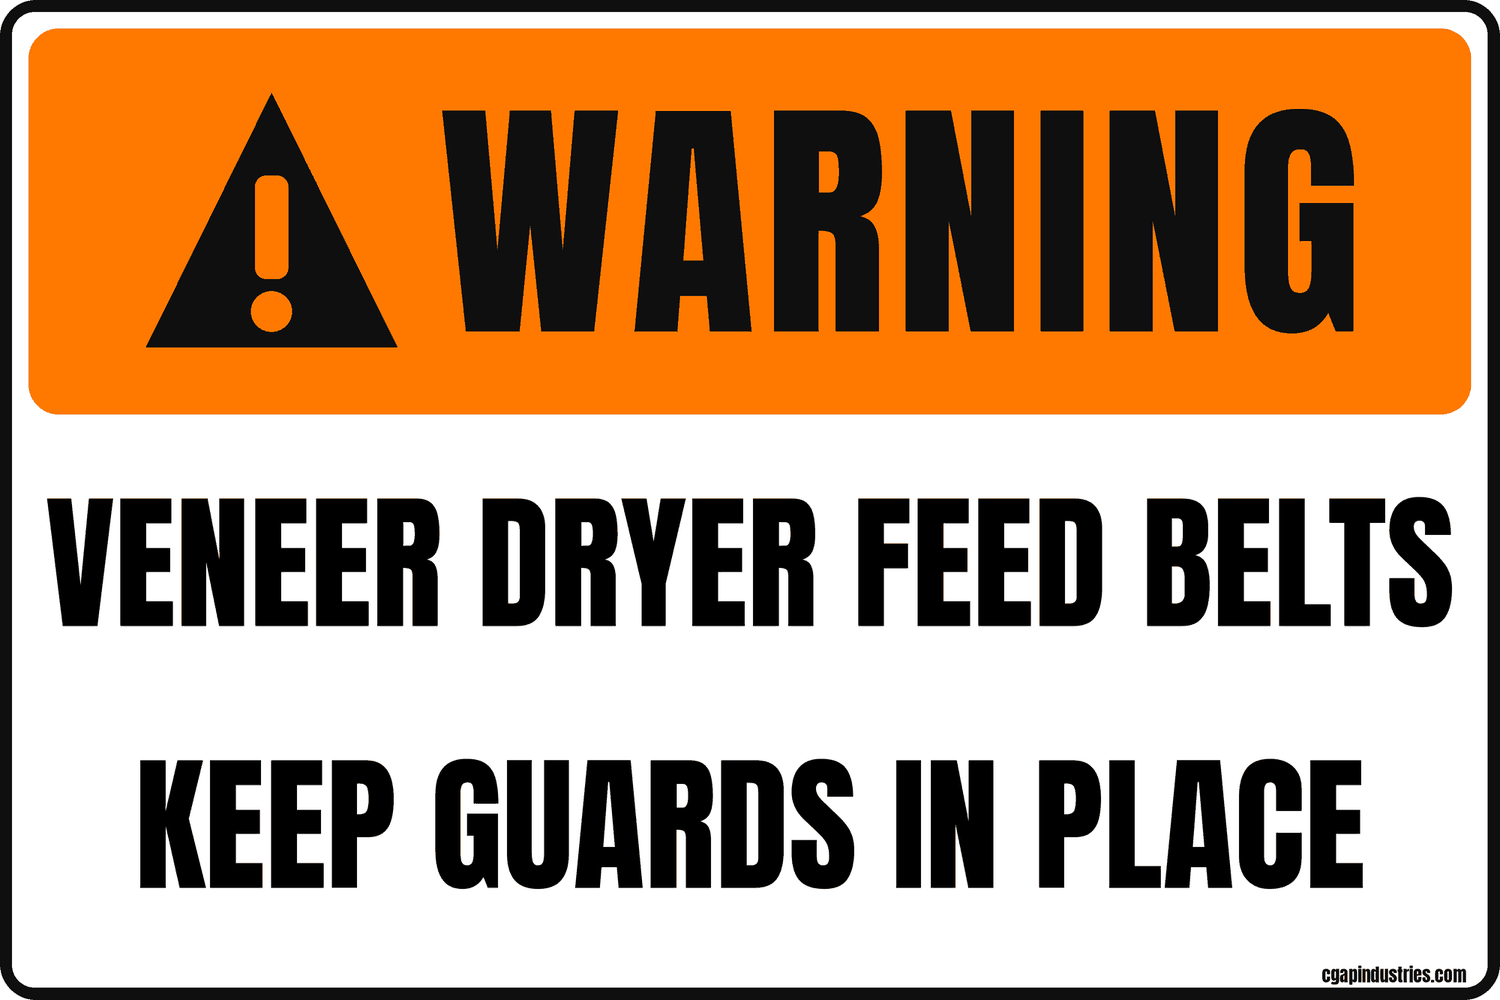 WARNING
VENEER DRYER FEED BELTS
KEEP GUARDS IN PLACE
cgapindustries.com